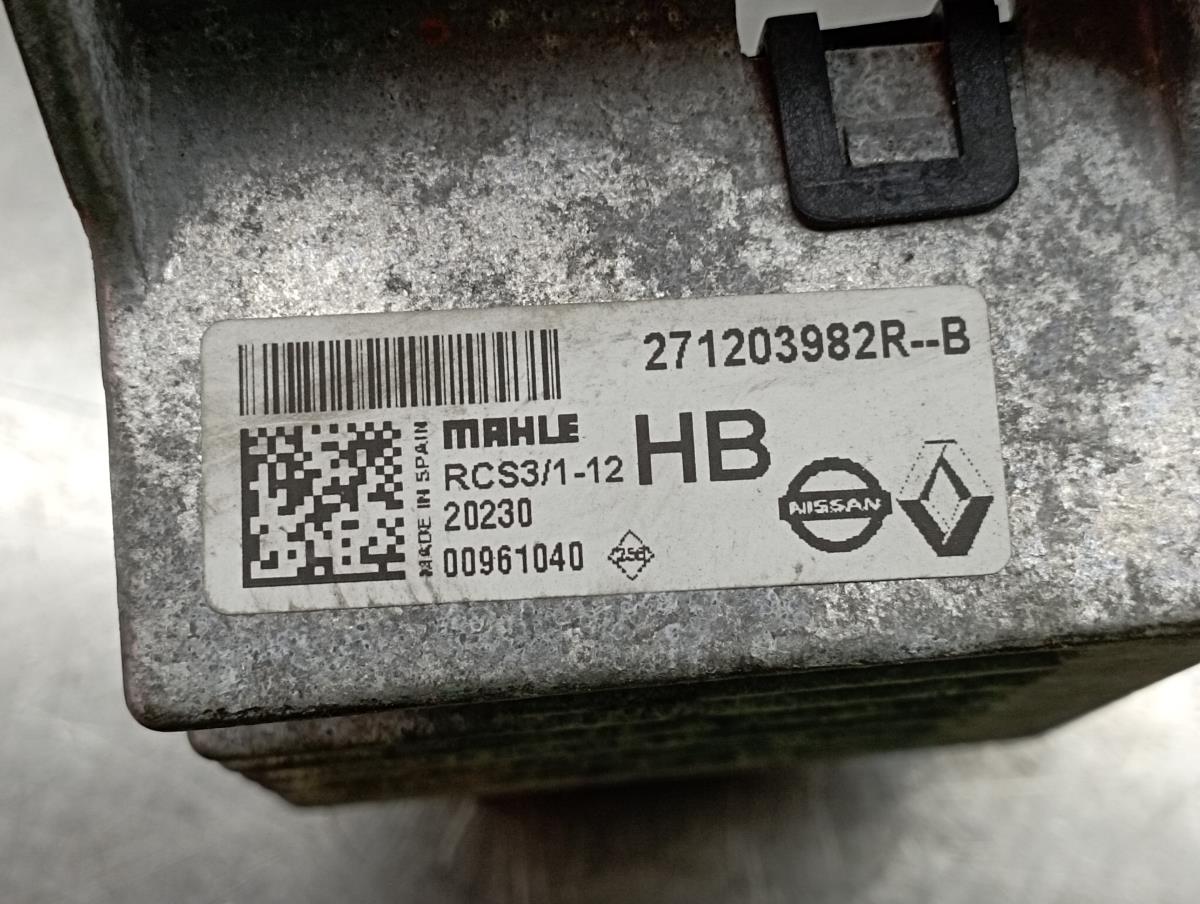 271203982R--B
MADE IN SPAIN
MAHLE
HB
RCS3/1-12
20230
00961040
NISSAN